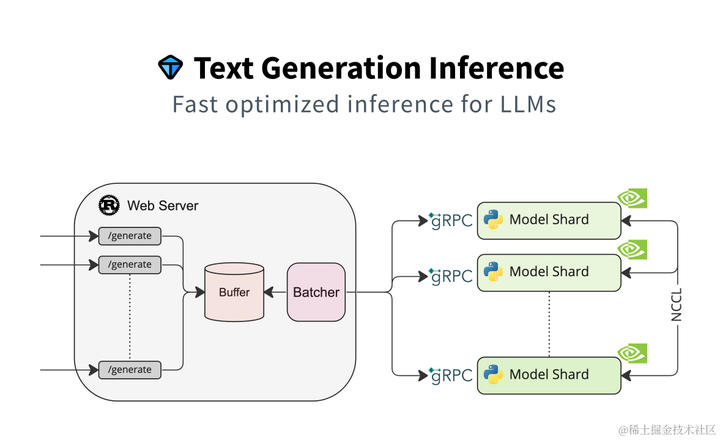 Text Generation Inference
Fast optimized inference for LLMs
Web Server
/generate
/generate
/generate
Buffer
Batcher
gRPC
Model Shard
gRPC
Model Shard
gRPC
Model Shard
NCCL
@稀土掘金技术社区